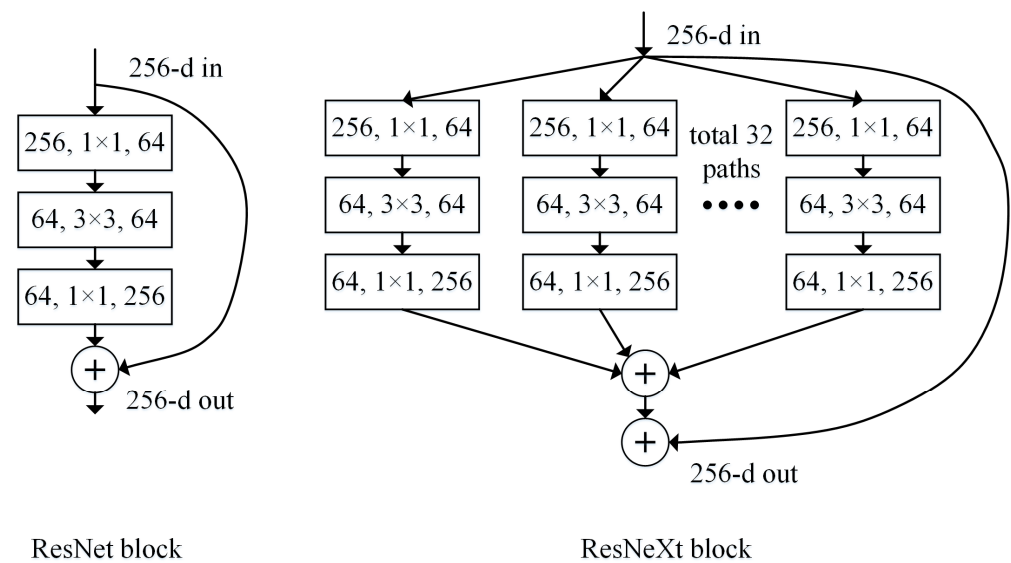 256-d in
256, 1×1, 64
64, 3×3, 64
64, 1×1, 256
+
256-d out
ResNet block
256-d in
256, 1×1, 64
256, 1×1, 64
total 32
paths
256, 1×1, 64
64, 3×3, 64
64, 3×3, 64
64, 3×3, 64
64, 1×1, 256
64, 1×1, 256
64, 1×1, 256
+
+
256-d out
ResNeXt block